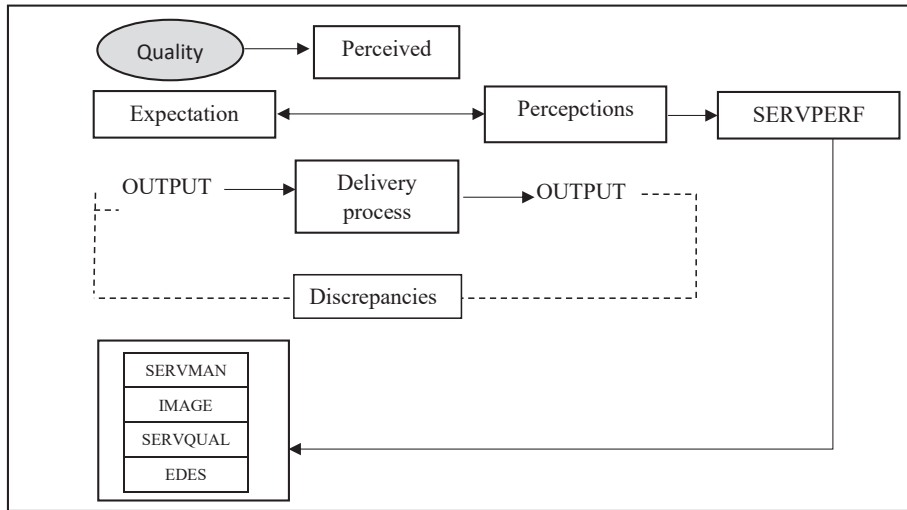 Quality
Perceived
Expectation
Percepctions
SERVPERF
OUTPUT
Delivery
process
OUTPUT
Discrepancies
SERVMAN
IMAGE
SERVQUAL
EDES